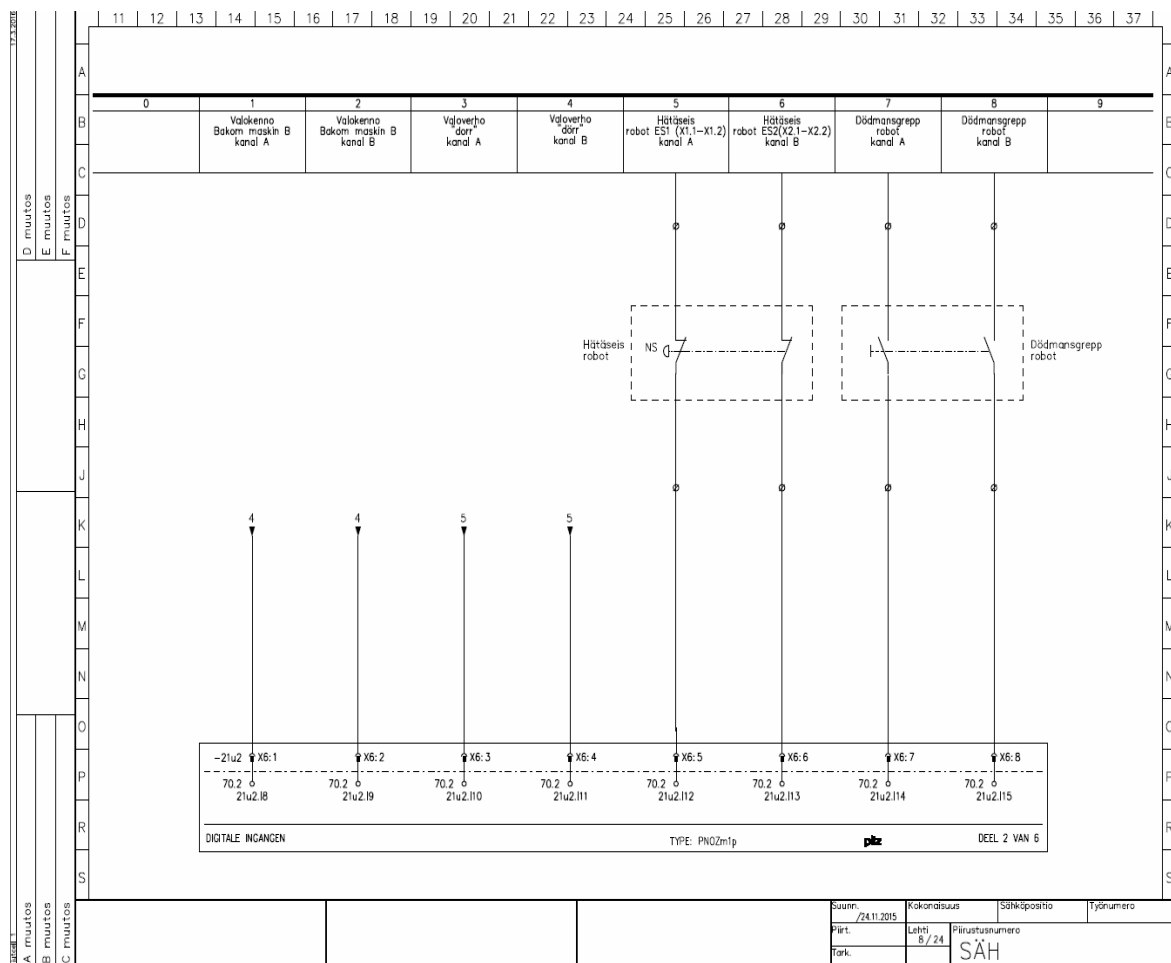 17.3.2016
11 12 13 14 15 16 17 18 19 20 21 22 23 24 25 26 27 28 29 30 31 32 33 34 35 36 37
A A
0 1 2 3 4 5 6 7 8 9
B B
Valokenno
Bakom maskin B
kanal A
Valokenno
Bakom maskin B
kanal B
Valoverho
"dörr"
kanal A
Valoverho
"dörr"
kanal B
Hätäseis
robot ES1 (X1.1-X1.2)
kanal A
Hätäseis
robot ES2(X2.1-X2.2)
kanal B
Dödmansgrepp
robot
kanal A
Dödmansgrepp
robot
kanal B
C C
D muutos
E muutos
F muutos
D D
E E
F F
Hätäseis
robot
NS
Dödmansgrepp
robot
G G
H H
J J
4 4 5 5
K K
L L
M M
N N
O O
-21u2 X6:1 X6:2 X6:3 X6:4 X6:5 X6:6 X6:7 X6:8
P P
70.2 70.2 70.2 70.2 70.2 70.2 70.2 70.2
21u2.I8 21u2.I9 21u2.I10 21u2.I11 21u2.I12 21u2.I13 21u2.I14 21u2.I15
R R
DIGITALE INGANGEN TYPE: PNOZm1p pilz DEEL 2 VAN 6
S S
A muutos
B muutos
C muutos
Suunn. Kokonaisuus Sähköpositio Työnumero
/24.11.2015
Piirt. Lehti Piirustusnumero
8/24
SÄH
Tark.